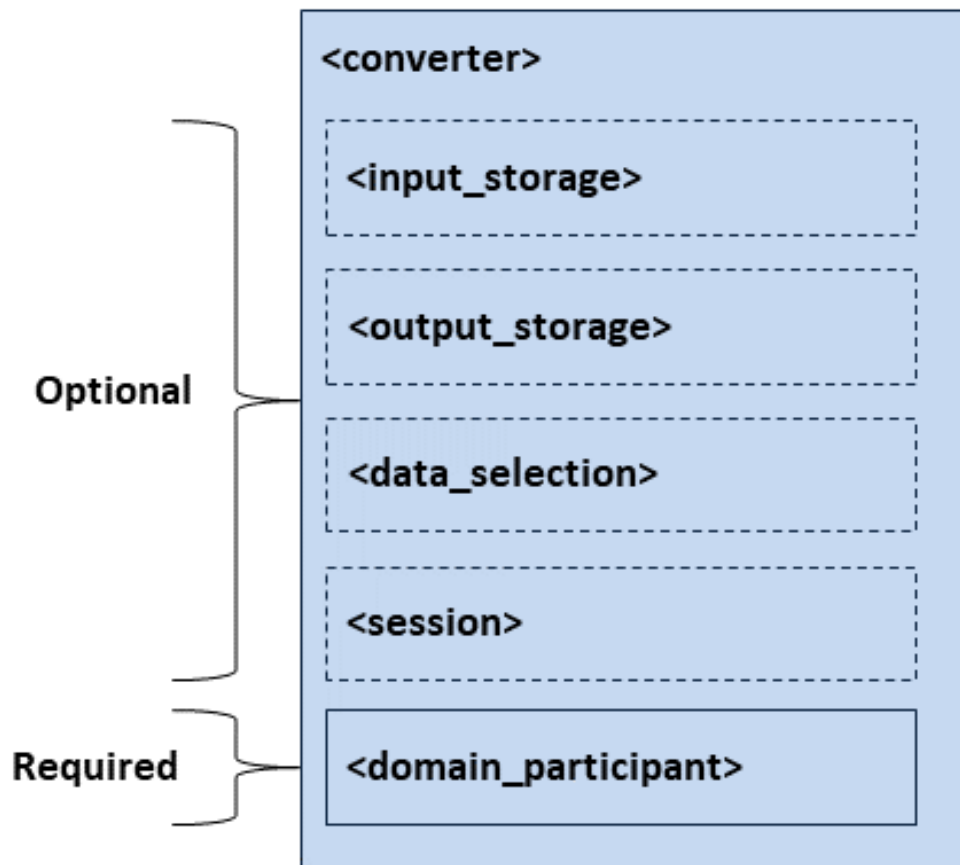 <converter>
<input_storage>
<output_storage>
Optional
<data_selection>
<session>
Required
<domain_participant>